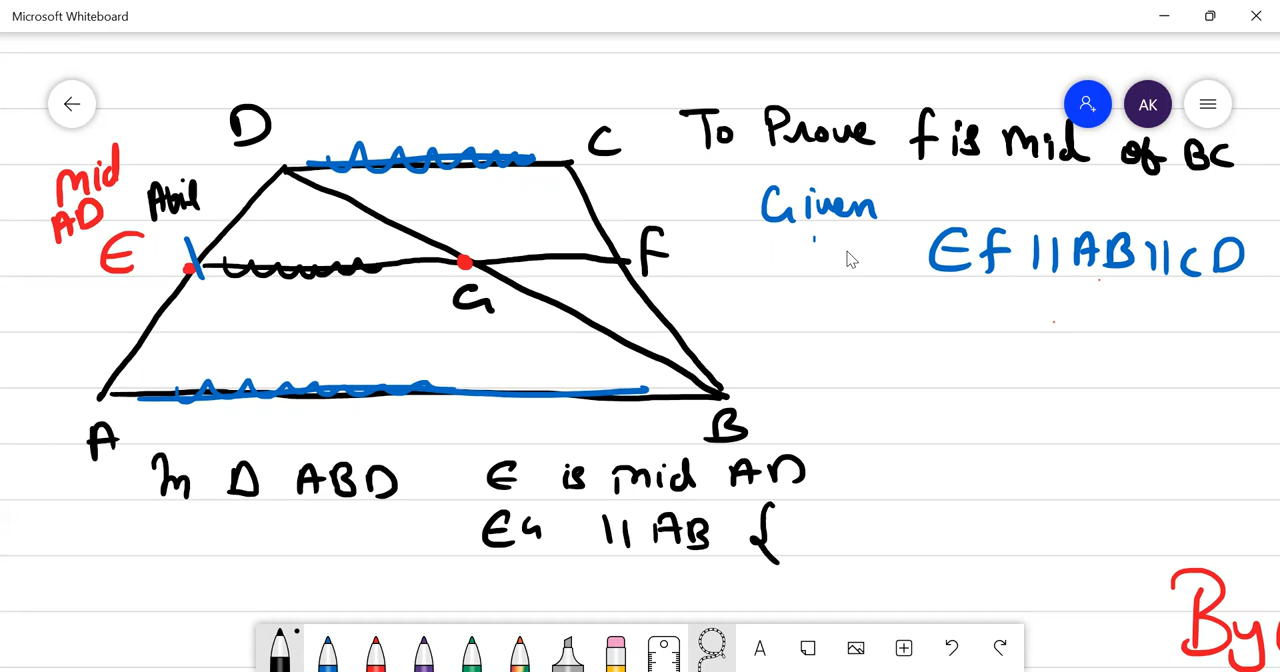 Microsoft Whiteboard
AK
To Prove f is mid of BC
Given
Ef || AB || CD
D
C
mid
AD
E
F
G
A
B
In Δ ABD E is mid AD
EG || AB {
By
A